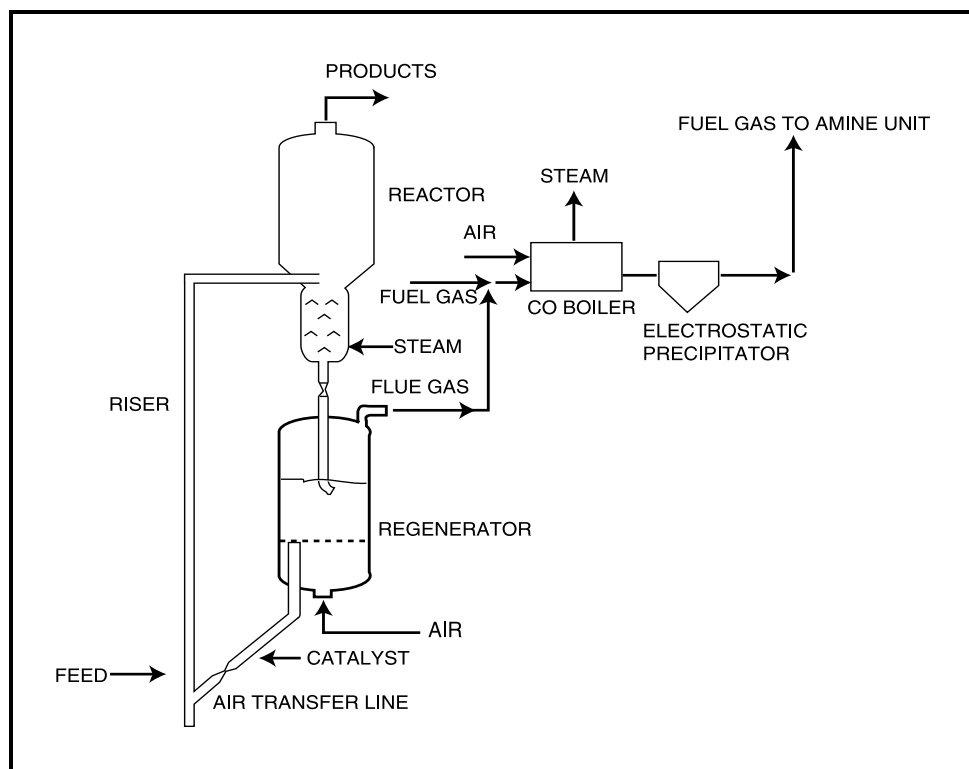 PRODUCTS
FUEL GAS TO AMINE UNIT
STEAM
REACTOR
AIR
FUEL GAS
CO BOILER
ELECTROSTATIC
PRECIPITATOR
STEAM
FLUE GAS
RISER
REGENERATOR
AIR
CATALYST
FEED
AIR TRANSFER LINE